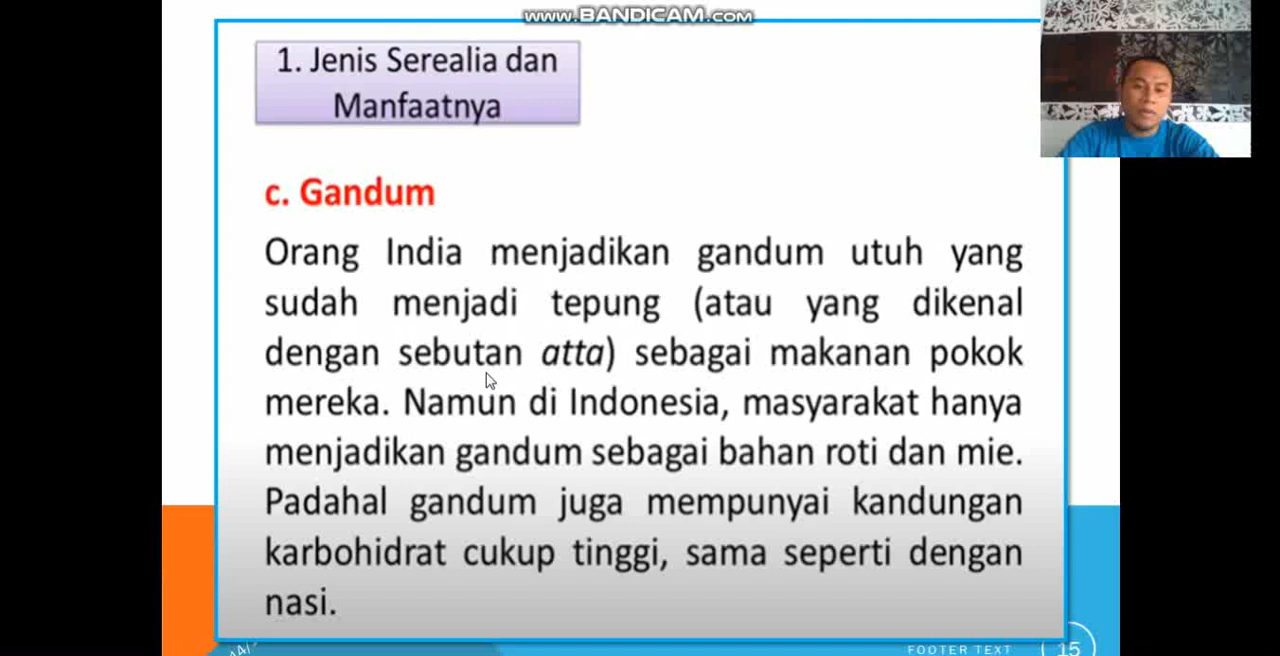 www.BANDICAM.com
1. Jenis Serealia dan
Manfaatnya
c. Gandum
Orang India menjadikan gandum utuh yang
sudah menjadi tepung (atau yang dikenal
dengan sebutan atta) sebagai makanan pokok
mereka. Namun di Indonesia, masyarakat hanya
menjadikan gandum sebagai bahan roti dan mie.
Padahal gandum juga mempunyai kandungan
karbohidrat cukup tinggi, sama seperti dengan
nasi.
FOOTER TEXT
15